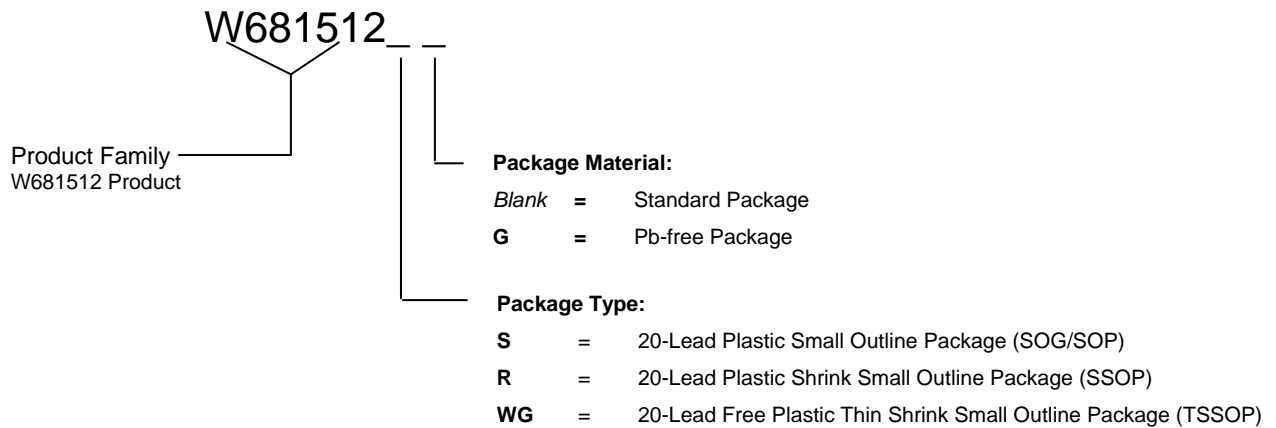 W681512_ _
Product Family
W681512 Product
Package Material:
Blank = Standard Package
G = Pb-free Package
Package Type:
S = 20-Lead Plastic Small Outline Package (SOG/SOP)
R = 20-Lead Plastic Shrink Small Outline Package (SSOP)
WG = 20-Lead Free Plastic Thin Shrink Small Outline Package (TSSOP)